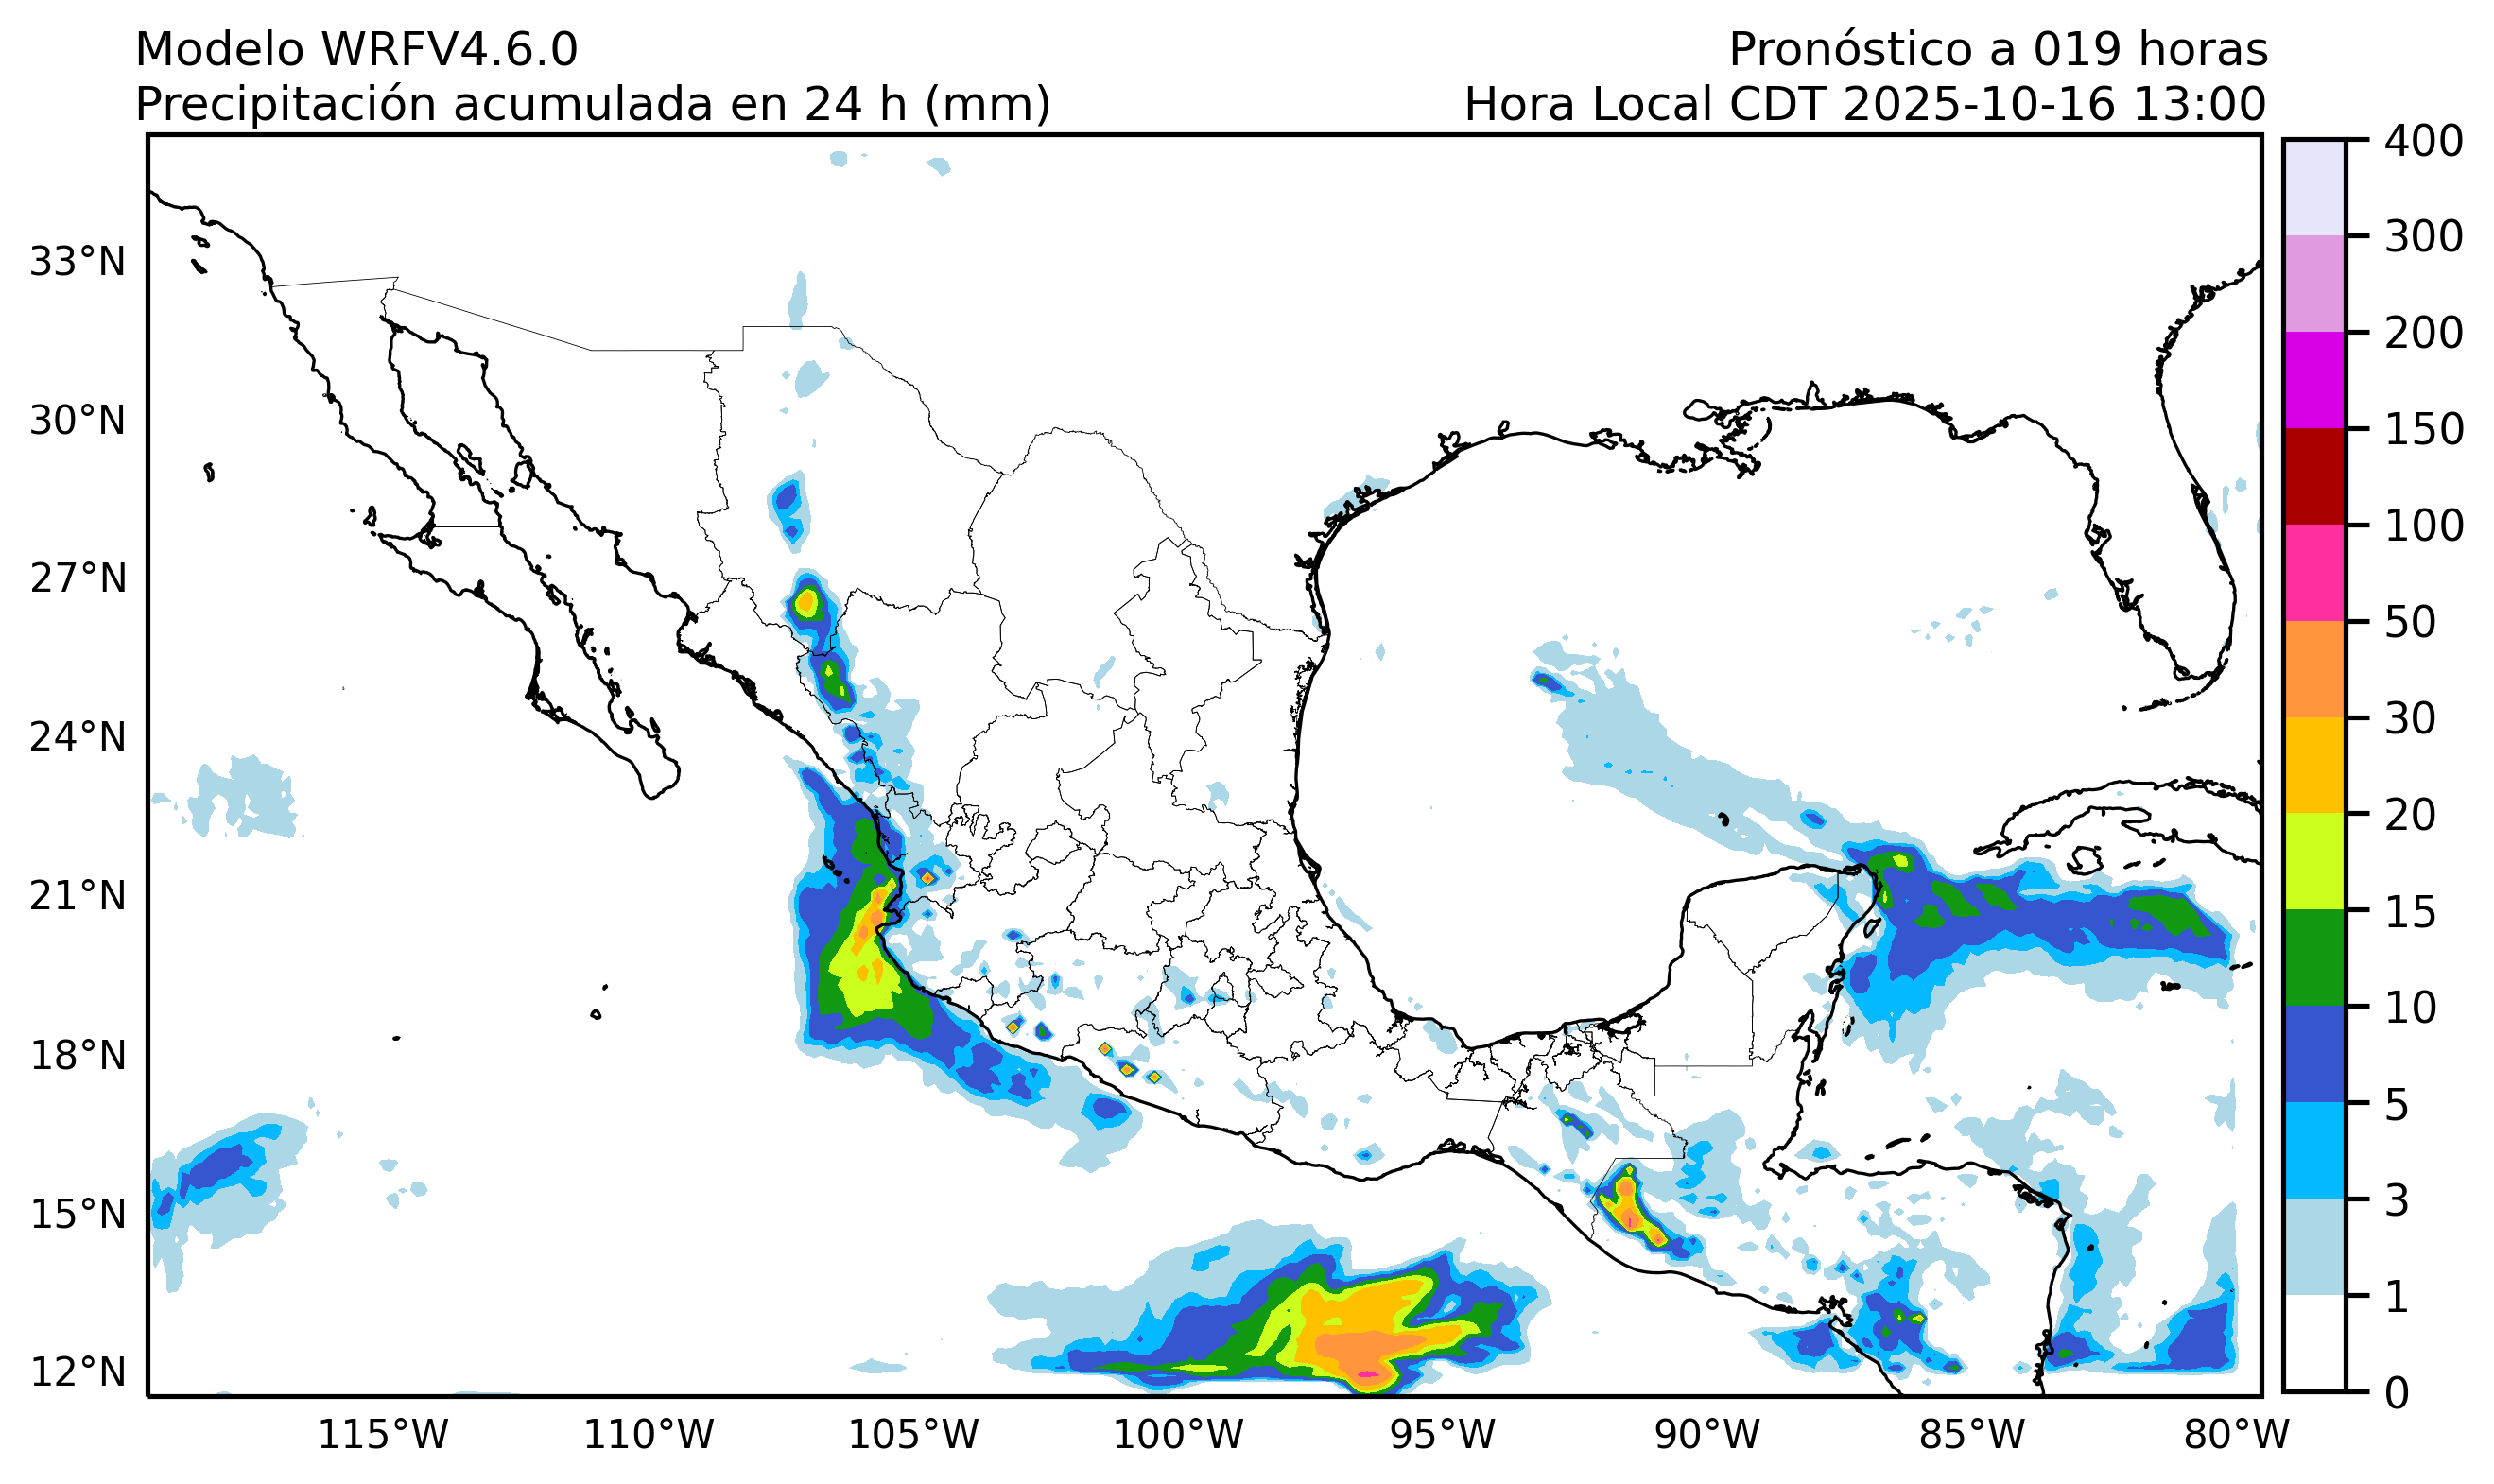 Modelo WRFV4.6.0
Pronóstico a 019 horas
Precipitación acumulada en 24 h (mm)
Hora Local CDT 2025-10-16 13:00
33°N
30°N
27°N
24°N
21°N
18°N
15°N
12°N
115°W
110°W
105°W
100°W
95°W
90°W
85°W
80°W
400
300
200
150
100
50
30
20
15
10
5
3
1
0